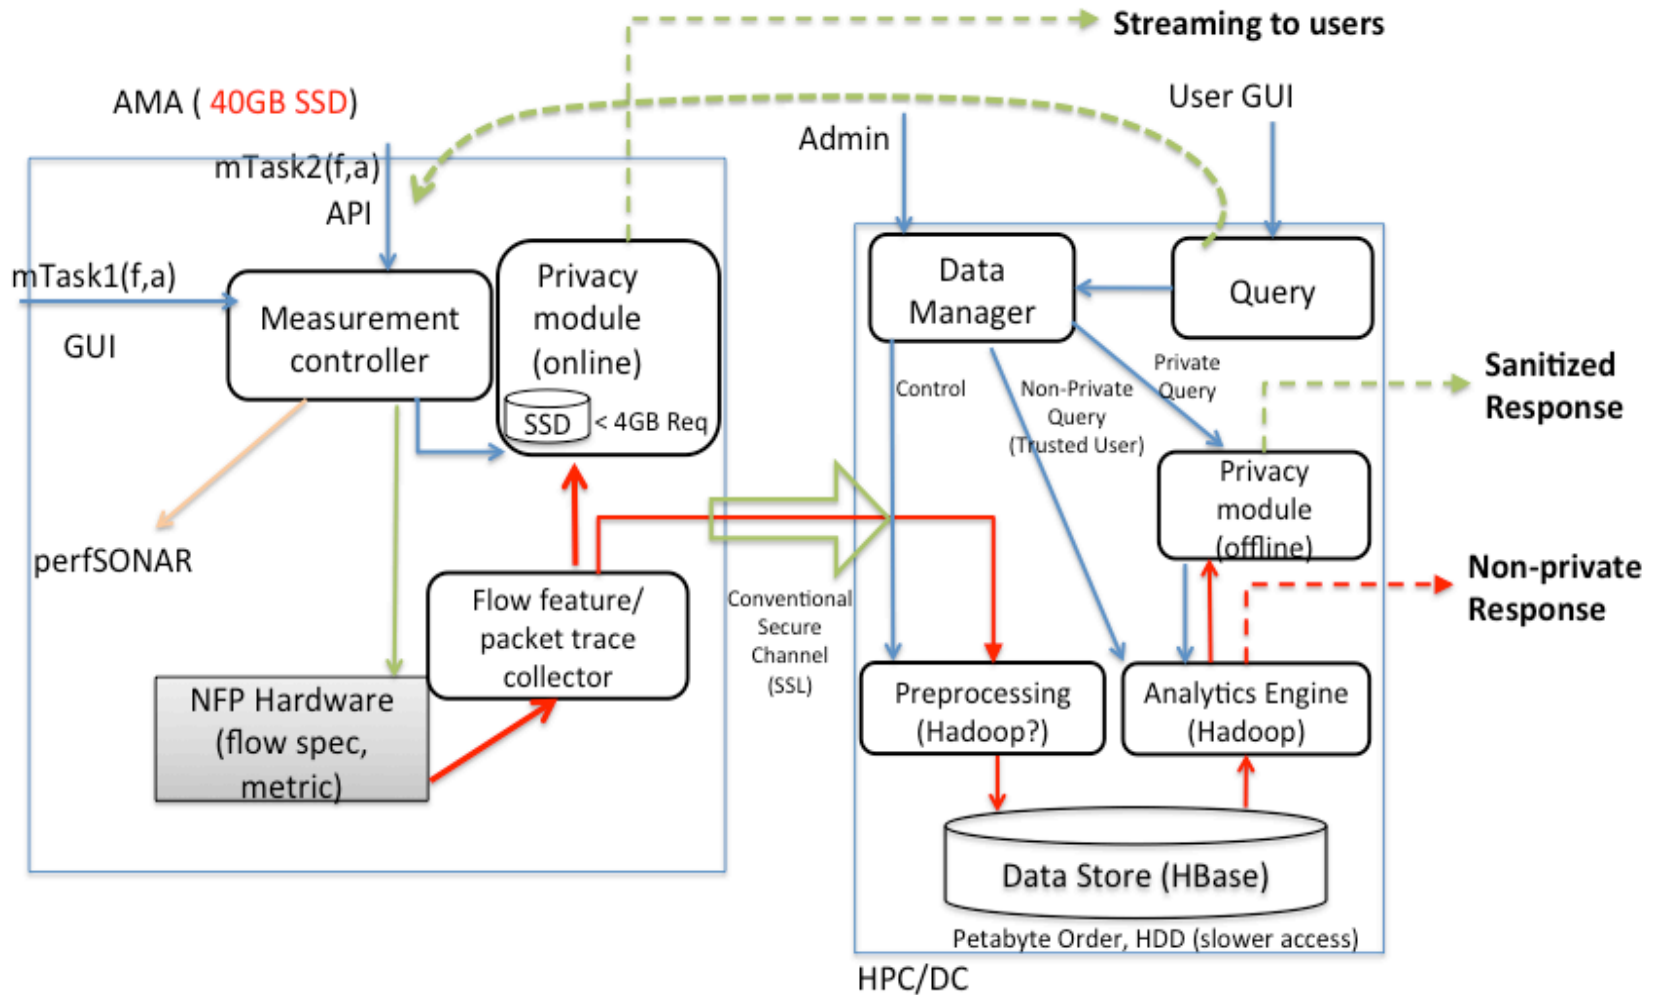 Streaming to users
AMA ( 40GB SSD)
User GUI
Admin
mTask2(f,a)
API
mTask1(f,a)
GUI
Measurement
controller
Privacy
module
(online)
SSD
< 4GB Req
Data
Manager
Query
Control
Non-Private
Query
(Trusted User)
Private
Query
Sanitized
Response
Privacy
module
(offline)
Non-private
Response
perfSONAR
Flow feature/
packet trace
collector
Conventional
Secure
Channel
(SSL)
NFP Hardware
(flow spec,
metric)
Preprocessing
(Hadoop?)
Analytics Engine
(Hadoop)
Data Store (HBase)
Petabyte Order, HDD (slower access)
HPC/DC